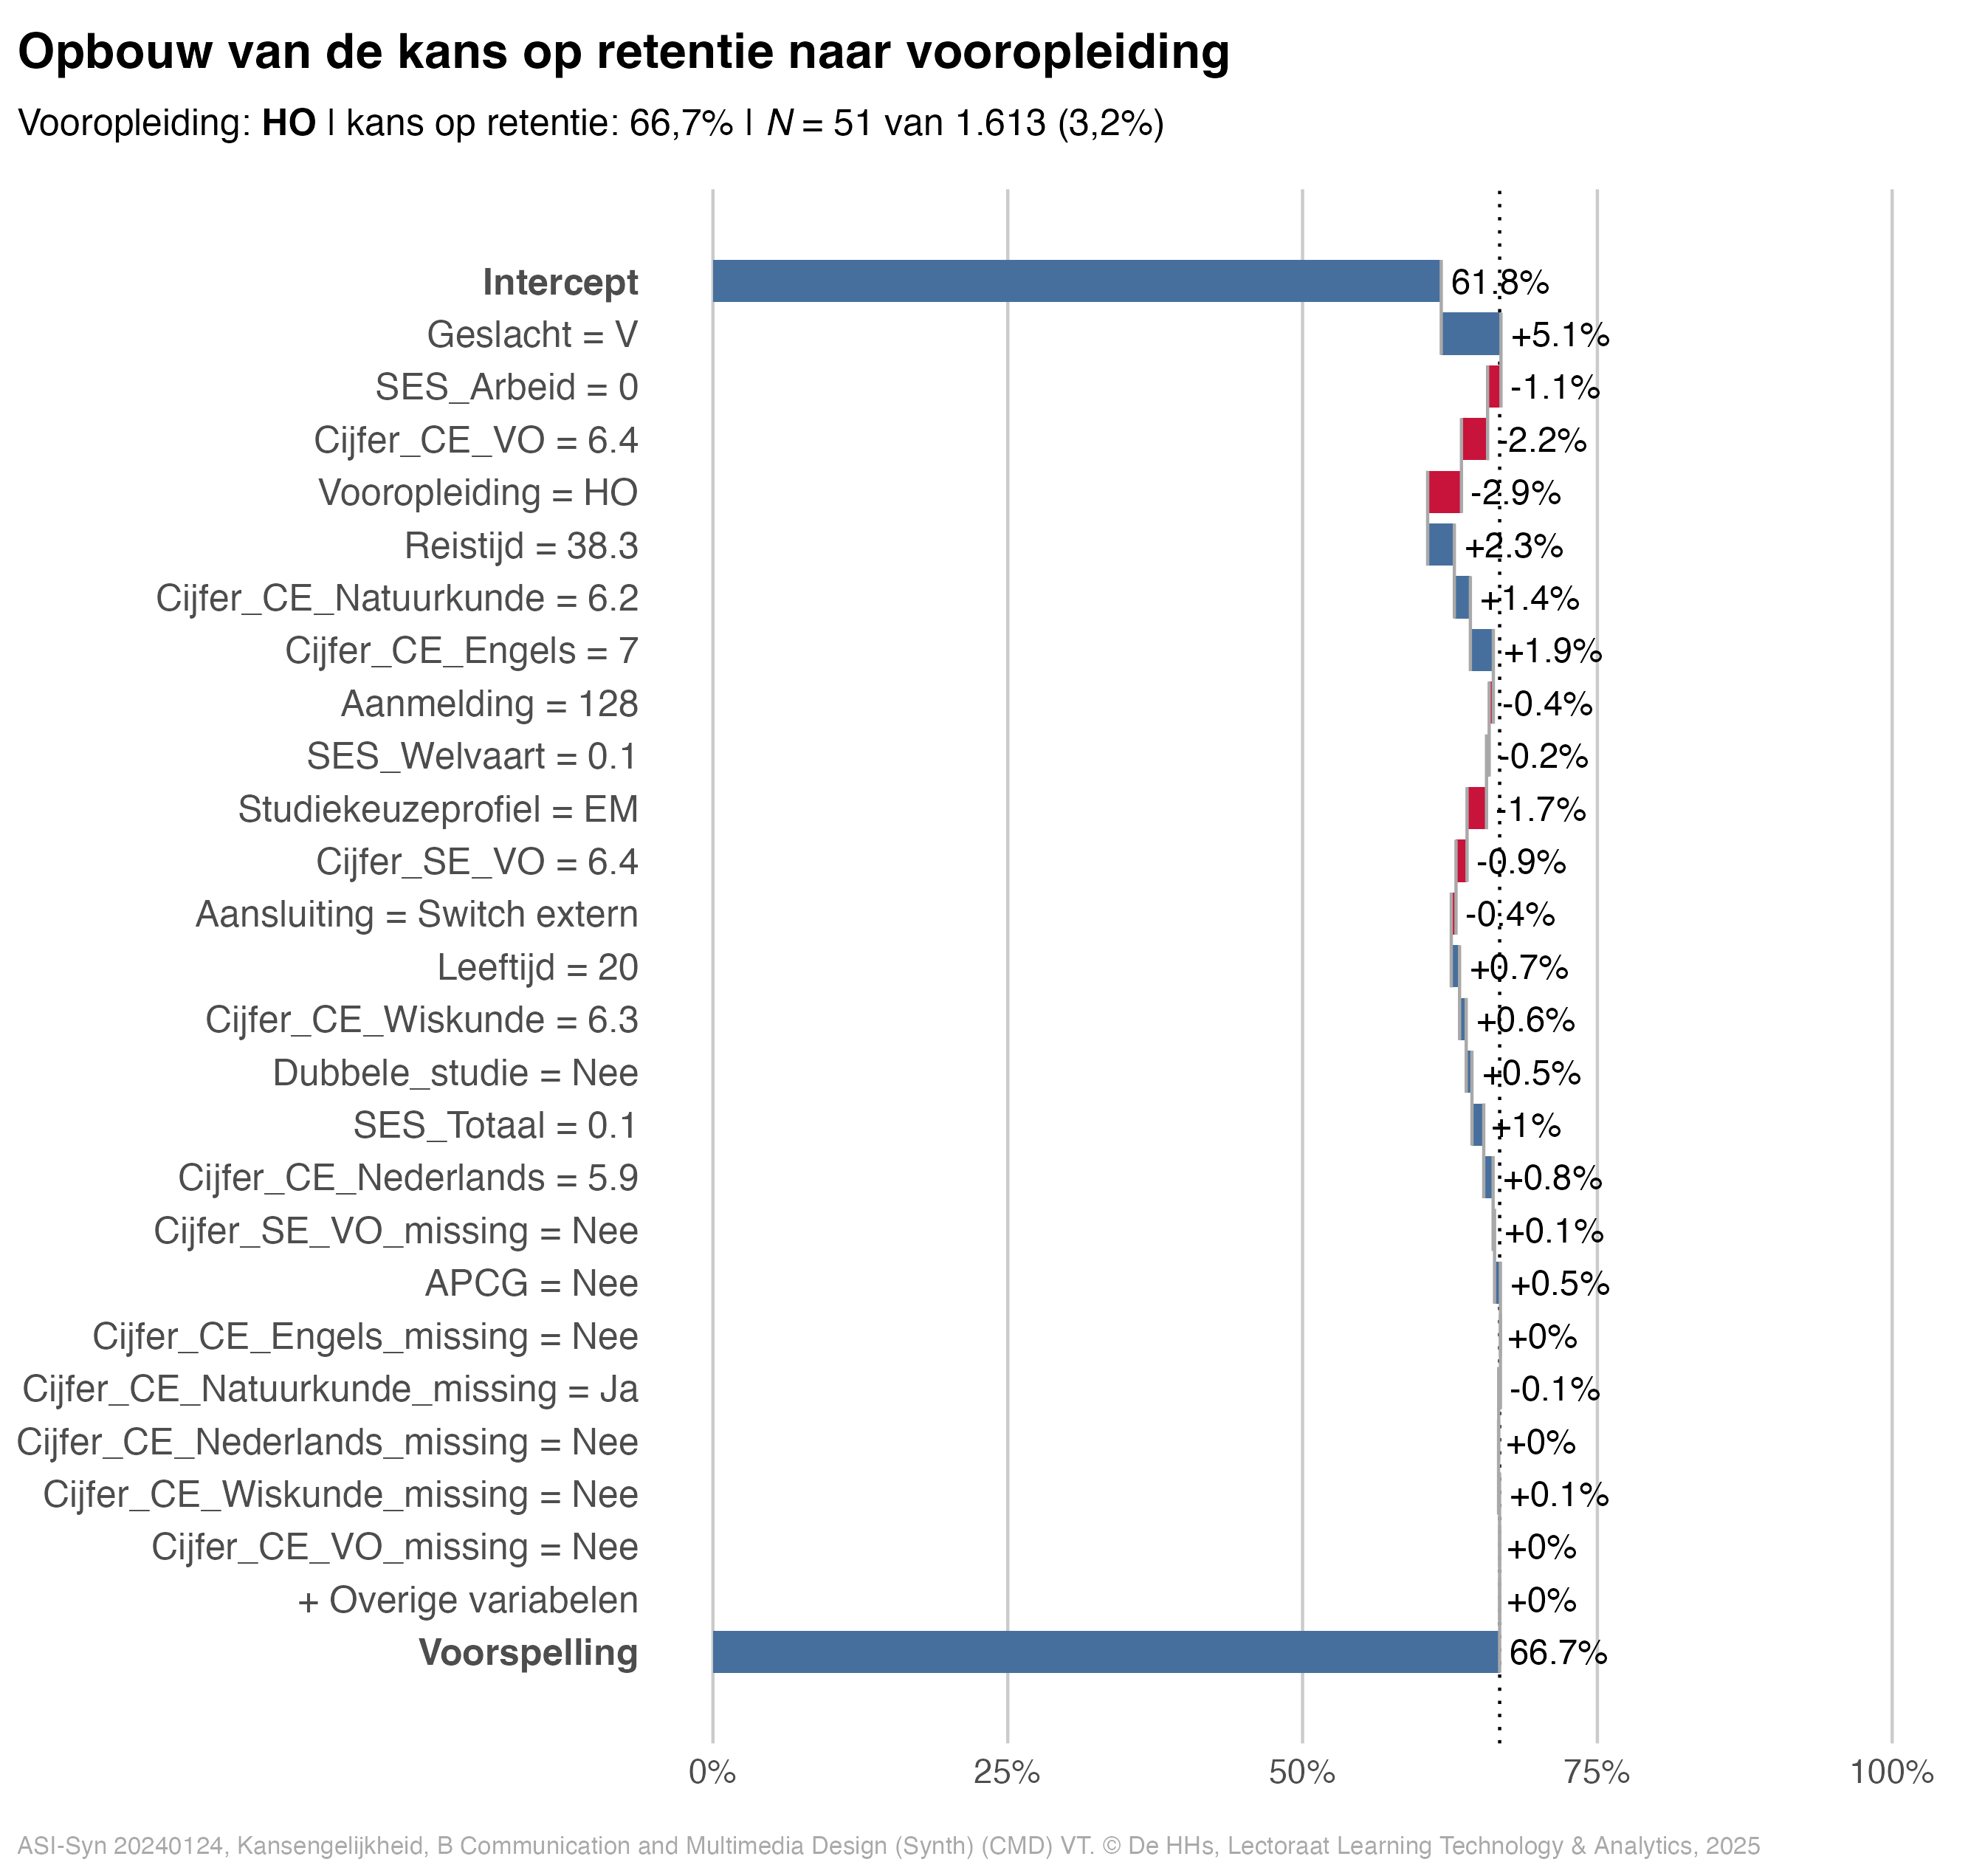 Opbouw van de kans op retentie naar vooropleiding
Vooropleiding: HO | kans op retentie: 66,7% | N = 51 van 1.613 (3,2%)
Intercept 61.8%
Geslacht = V +5.1%
SES_Arbeid = 0 -1.1%
Cijfer_CE_VO = 6.4 -2.2%
Vooropleiding = HO -2.9%
Reistijd = 38.3 +2.3%
Cijfer_CE_Natuurkunde = 6.2 +1.4%
Cijfer_CE_Engels = 7 +1.9%
Aanmelding = 128 -0.4%
SES_Welvaart = 0.1 -0.2%
Studiekeuzeprofiel = EM -1.7%
Cijfer_SE_VO = 6.4 -0.9%
Aansluiting = Switch extern -0.4%
Leeftijd = 20 +0.7%
Cijfer_CE_Wiskunde = 6.3 +0.6%
Dubbele_studie = Nee +0.5%
SES_Totaal = 0.1 +1%
Cijfer_CE_Nederlands = 5.9 +0.8%
Cijfer_SE_VO_missing = Nee +0.1%
APCG = Nee +0.5%
Cijfer_CE_Engels_missing = Nee +0%
Cijfer_CE_Natuurkunde_missing = Ja -0.1%
Cijfer_CE_Nederlands_missing = Nee +0%
Cijfer_CE_Wiskunde_missing = Nee +0.1%
Cijfer_CE_VO_missing = Nee +0%
+ Overige variabelen +0%
Voorspelling 66.7%
0% 25% 50% 75% 100%
ASI-Syn 20240124, Kansengelijkheid, B Communication and Multimedia Design (Synth) (CMD) VT. © De HHs, Lectoraat Learning Technology & Analytics, 2025